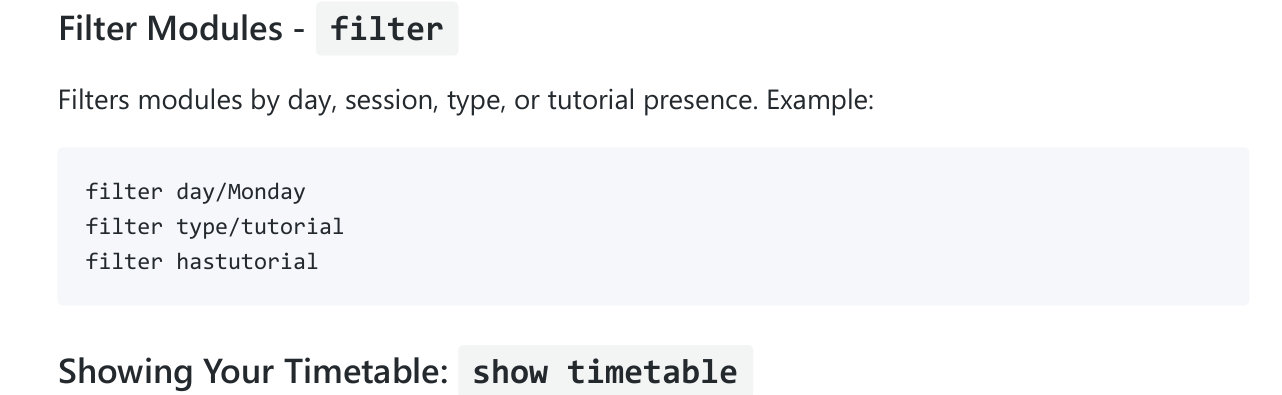 Filter Modules - filter
Filters modules by day, session, type, or tutorial presence. Example:
filter day/Monday
filter type/tutorial
filter hastutorial
Showing Your Timetable: show timetable